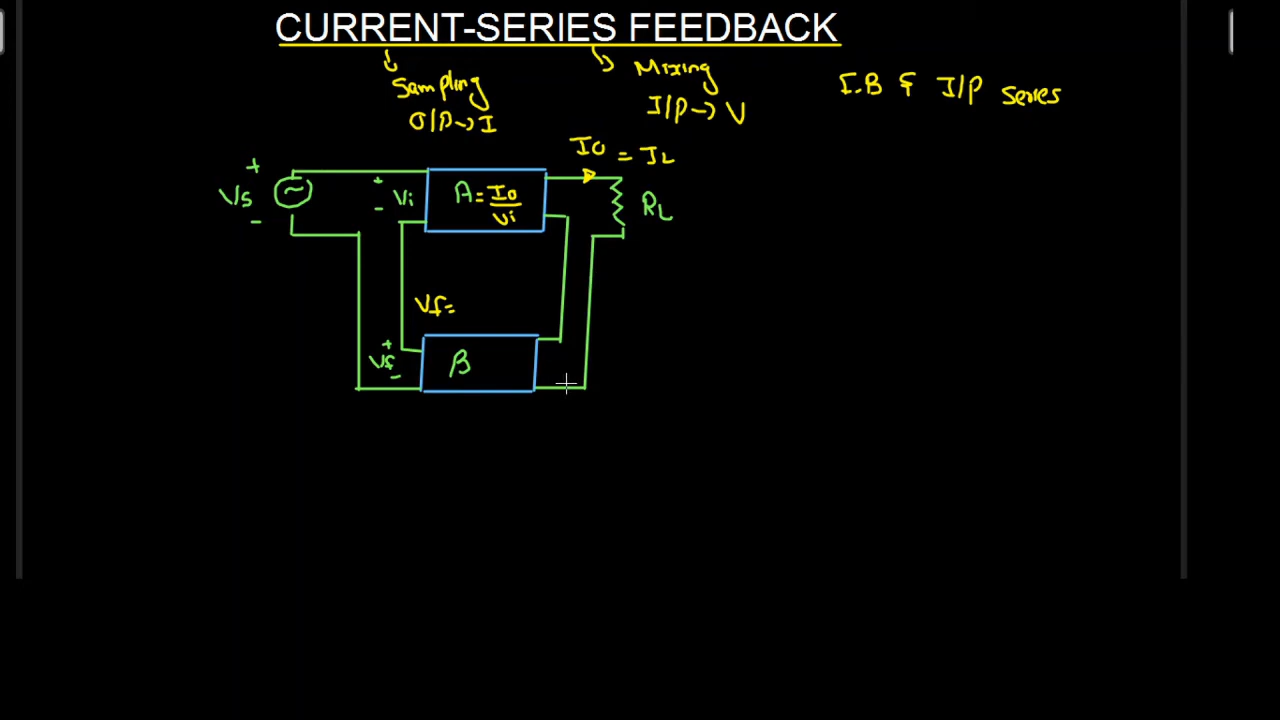 CURRENT-SERIES FEEDBACK
Sampling
O/P→I
Mixing
I/P→V
I.B & I/P series
IO = IL
+
Vs
-
+
Vi
-
A = Io/Vi
RL
Vf=
+
Vf
-
β